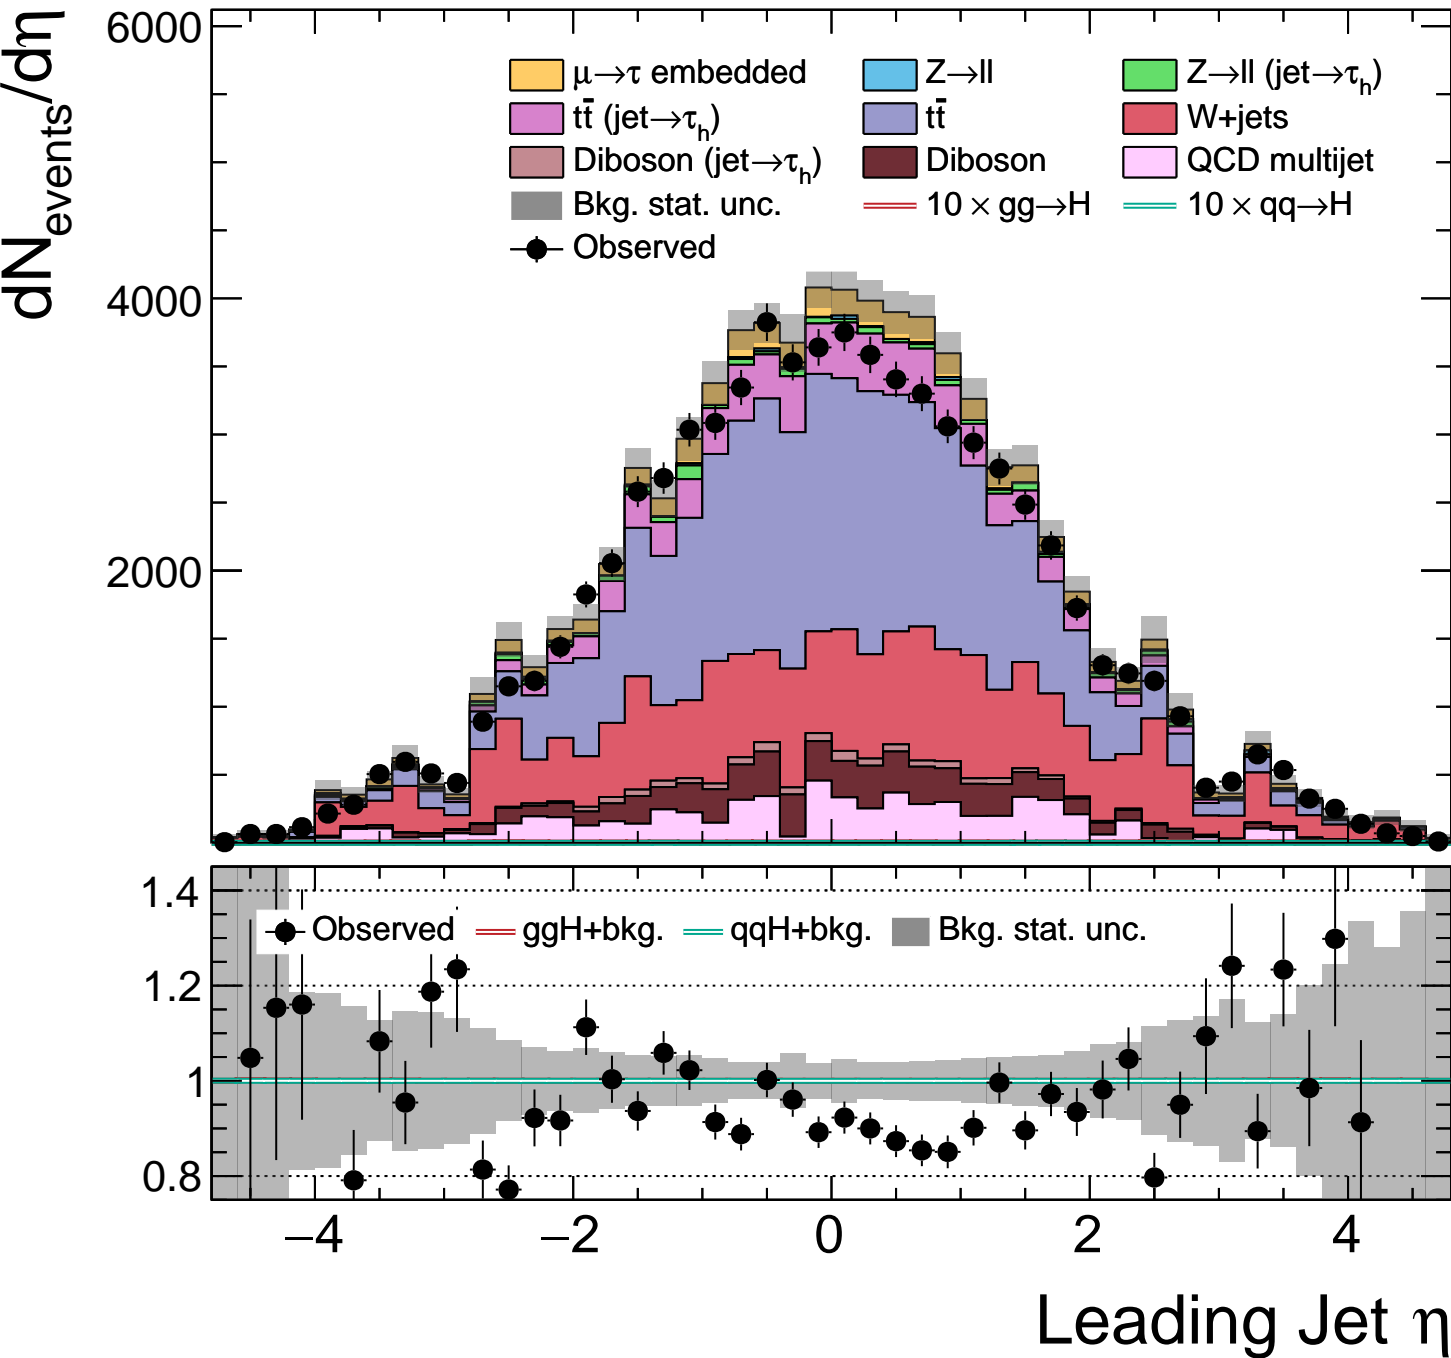 6000
dN_events/dη
μ→τ embedded Z→ll Z→ll (jet→τ_h)
tt̄ (jet→τ_h) tt̄ W+jets
Diboson (jet→τ_h) Diboson QCD multijet
Bkg. stat. unc. 10 × gg→H 10 × qq→H
Observed
4000
2000
1.4
Observed ggH+bkg. qqH+bkg. Bkg. stat. unc.
1.2
1
0.8
−4 −2 0 2 4
Leading Jet η